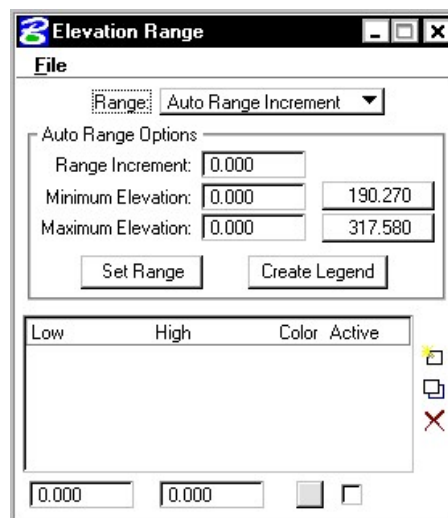 Elevation Range
File
Range: Auto Range Increment
Auto Range Options
Range Increment: 0.000
Minimum Elevation: 0.000 190.270
Maximum Elevation: 0.000 317.580
Set Range Create Legend
Low High Color Active
0.000 0.000